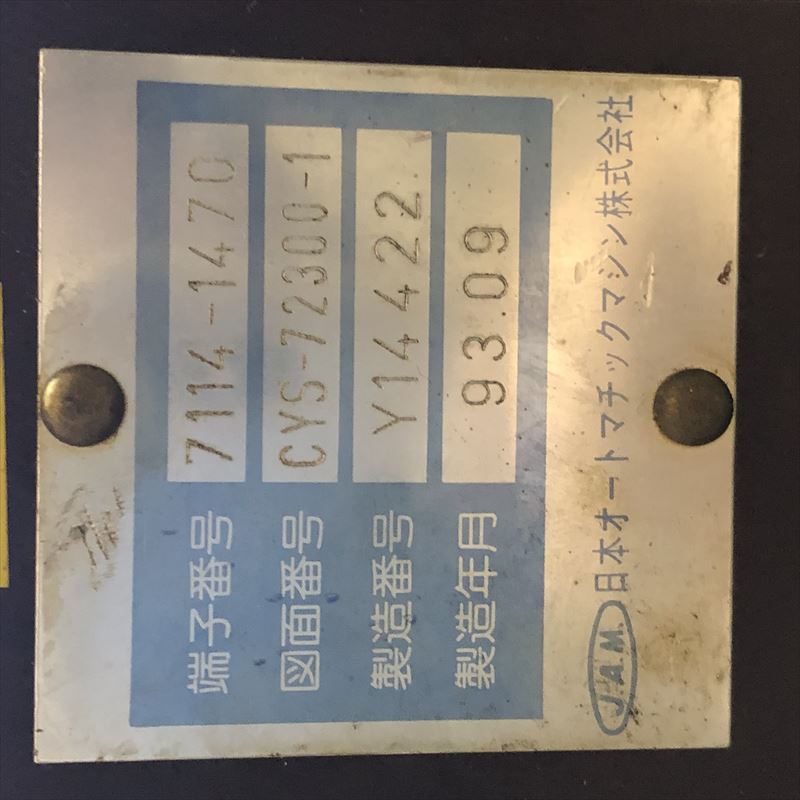 端子番号 7114-1470
図面番号 CYS-72300-1
製造番号 Y14422
製造年月 93.09
J.A.M. 日本オートマチックマシン株式会社